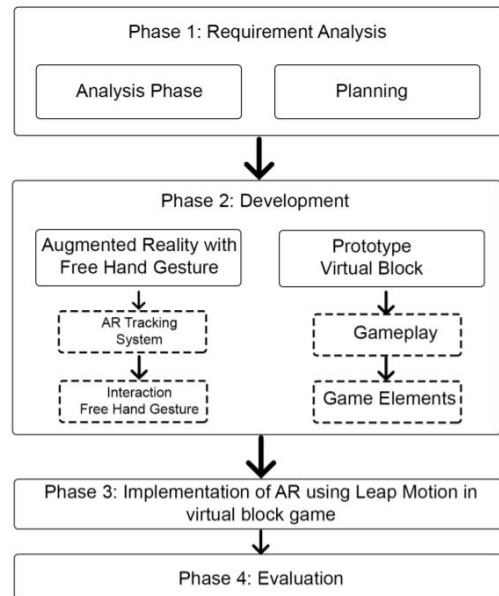 Phase 1: Requirement Analysis
Analysis Phase
Planning
Phase 2: Development
Augmented Reality with
Free Hand Gesture
AR Tracking
System
Interaction
Free Hand Gesture
Prototype
Virtual Block
Gameplay
Game Elements
Phase 3: Implementation of AR using Leap Motion in
virtual block game
Phase 4: Evaluation